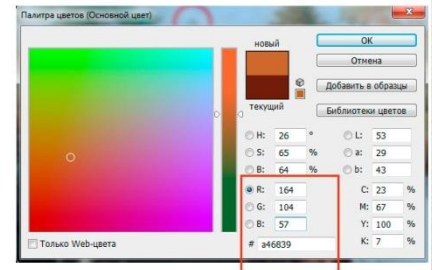 Палитра цветов (Основной цвет)
новый
текущий
ОК
Отмена
Добавить в образцы
Библиотеки цветов
H: 26 °
S: 65 %
B: 64 %
R: 164
G: 104
B: 57
# a46839
L: 53
a: 29
b: 43
C: 23 %
M: 67 %
Y: 100 %
K: 7 %
Только Web-цвета